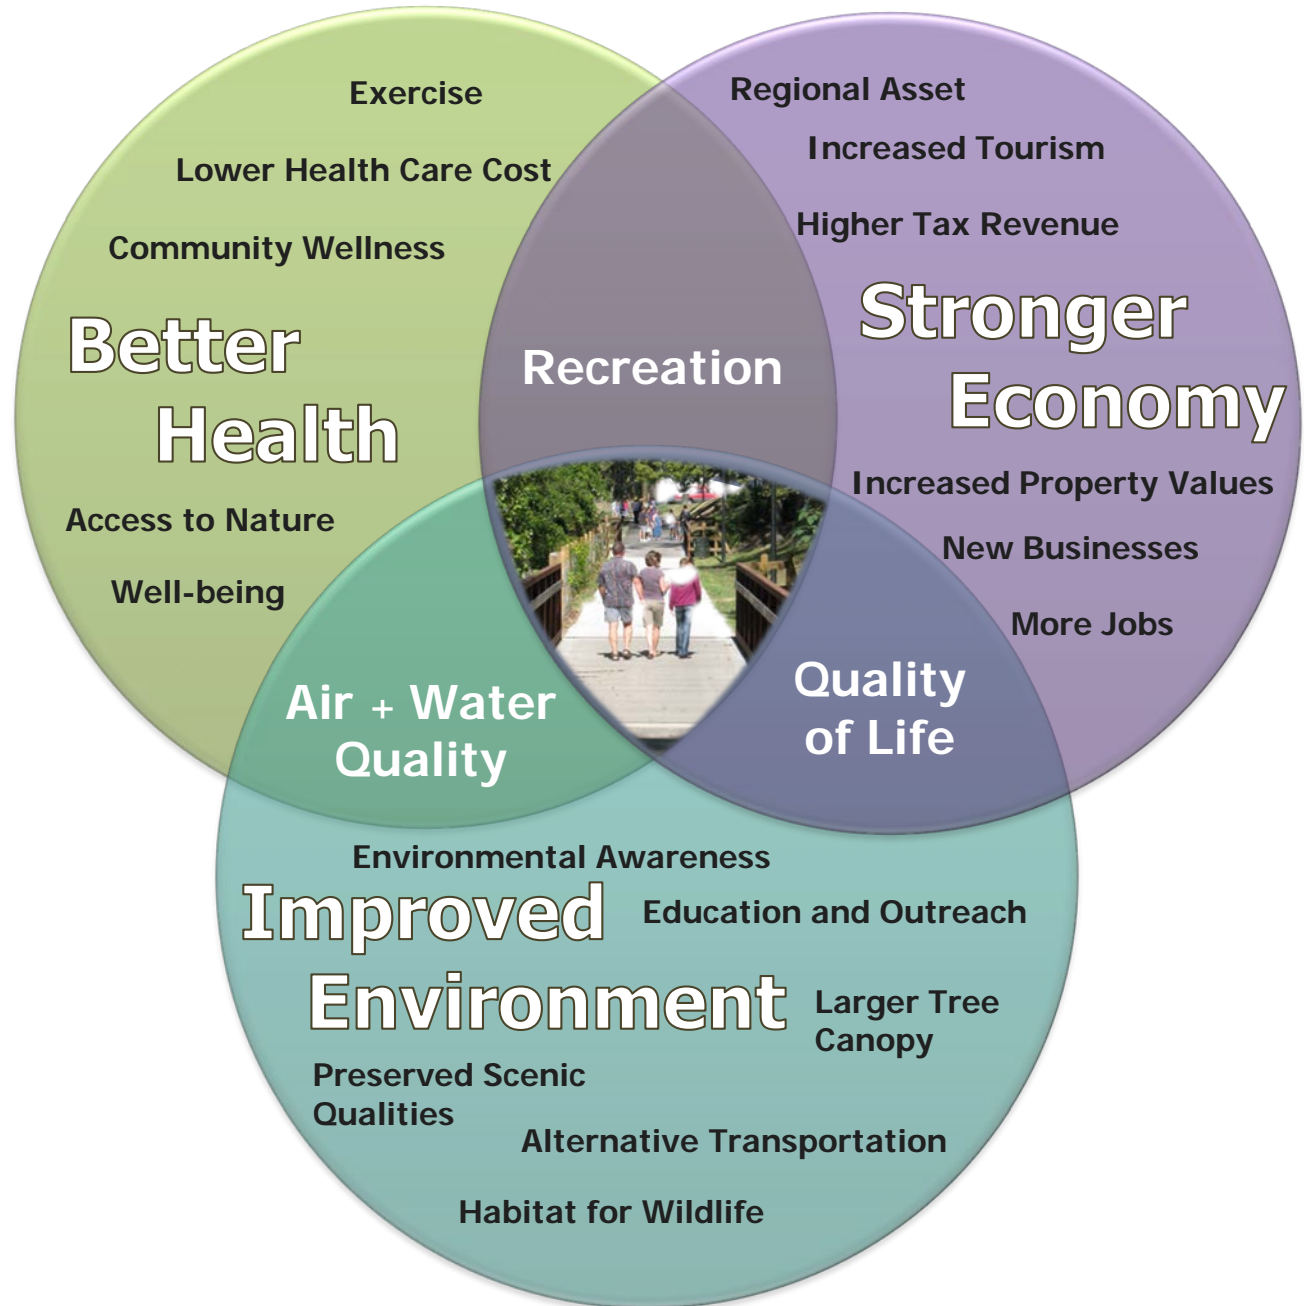 Exercise
Lower Health Care Cost
Community Wellness
Better
Health
Access to Nature
Well-being
Regional Asset
Increased Tourism
Higher Tax Revenue
Stronger
Economy
Increased Property Values
New Businesses
More Jobs
Recreation
Air + Water
Quality
Quality
of Life
Environmental Awareness
Improved
Environment
Education and Outreach
Larger Tree
Canopy
Preserved Scenic
Qualities
Alternative Transportation
Habitat for Wildlife